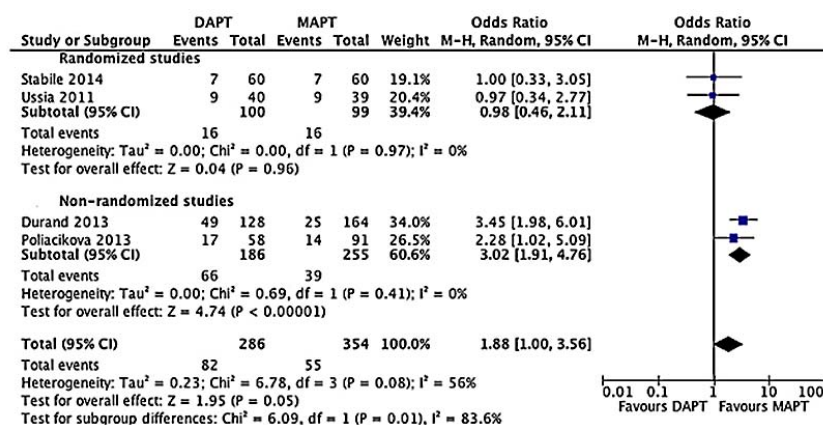 DAPT MAPT Odds Ratio Odds Ratio
Study or Subgroup Events Total Events Total Weight M-H, Random, 95% CI M-H, Random, 95% CI
Randomized studies
Stabile 2014 7 60 7 60 19.1% 1.00 [0.33, 3.05]
Ussia 2011 9 40 9 39 20.4% 0.97 [0.34, 2.77]
Subtotal (95% CI) 100 99 39.4% 0.98 [0.46, 2.11]
Total events 16 16
Heterogeneity: Tau² = 0.00; Chi² = 0.00, df = 1 (P = 0.97); I² = 0%
Test for overall effect: Z = 0.04 (P = 0.96)
Non-randomized studies
Durand 2013 49 128 25 164 34.0% 3.45 [1.98, 6.01]
Poliacikova 2013 17 58 14 91 26.5% 2.28 [1.02, 5.09]
Subtotal (95% CI) 186 255 60.6% 3.02 [1.91, 4.76]
Total events 66 39
Heterogeneity: Tau² = 0.00; Chi² = 0.69, df = 1 (P = 0.41); I² = 0%
Test for overall effect: Z = 4.74 (P < 0.00001)
Total (95% CI) 286 354 100.0% 1.88 [1.00, 3.56]
Total events 82 55
Heterogeneity: Tau² = 0.23; Chi² = 6.78, df = 3 (P = 0.08); I² = 56%
Test for overall effect: Z = 1.95 (P = 0.05)
Test for subgroup differences: Chi² = 6.09, df = 1 (P = 0.01), I² = 83.6%
0.01 0.1 1 10 100
Favours DAPT Favours MAPT